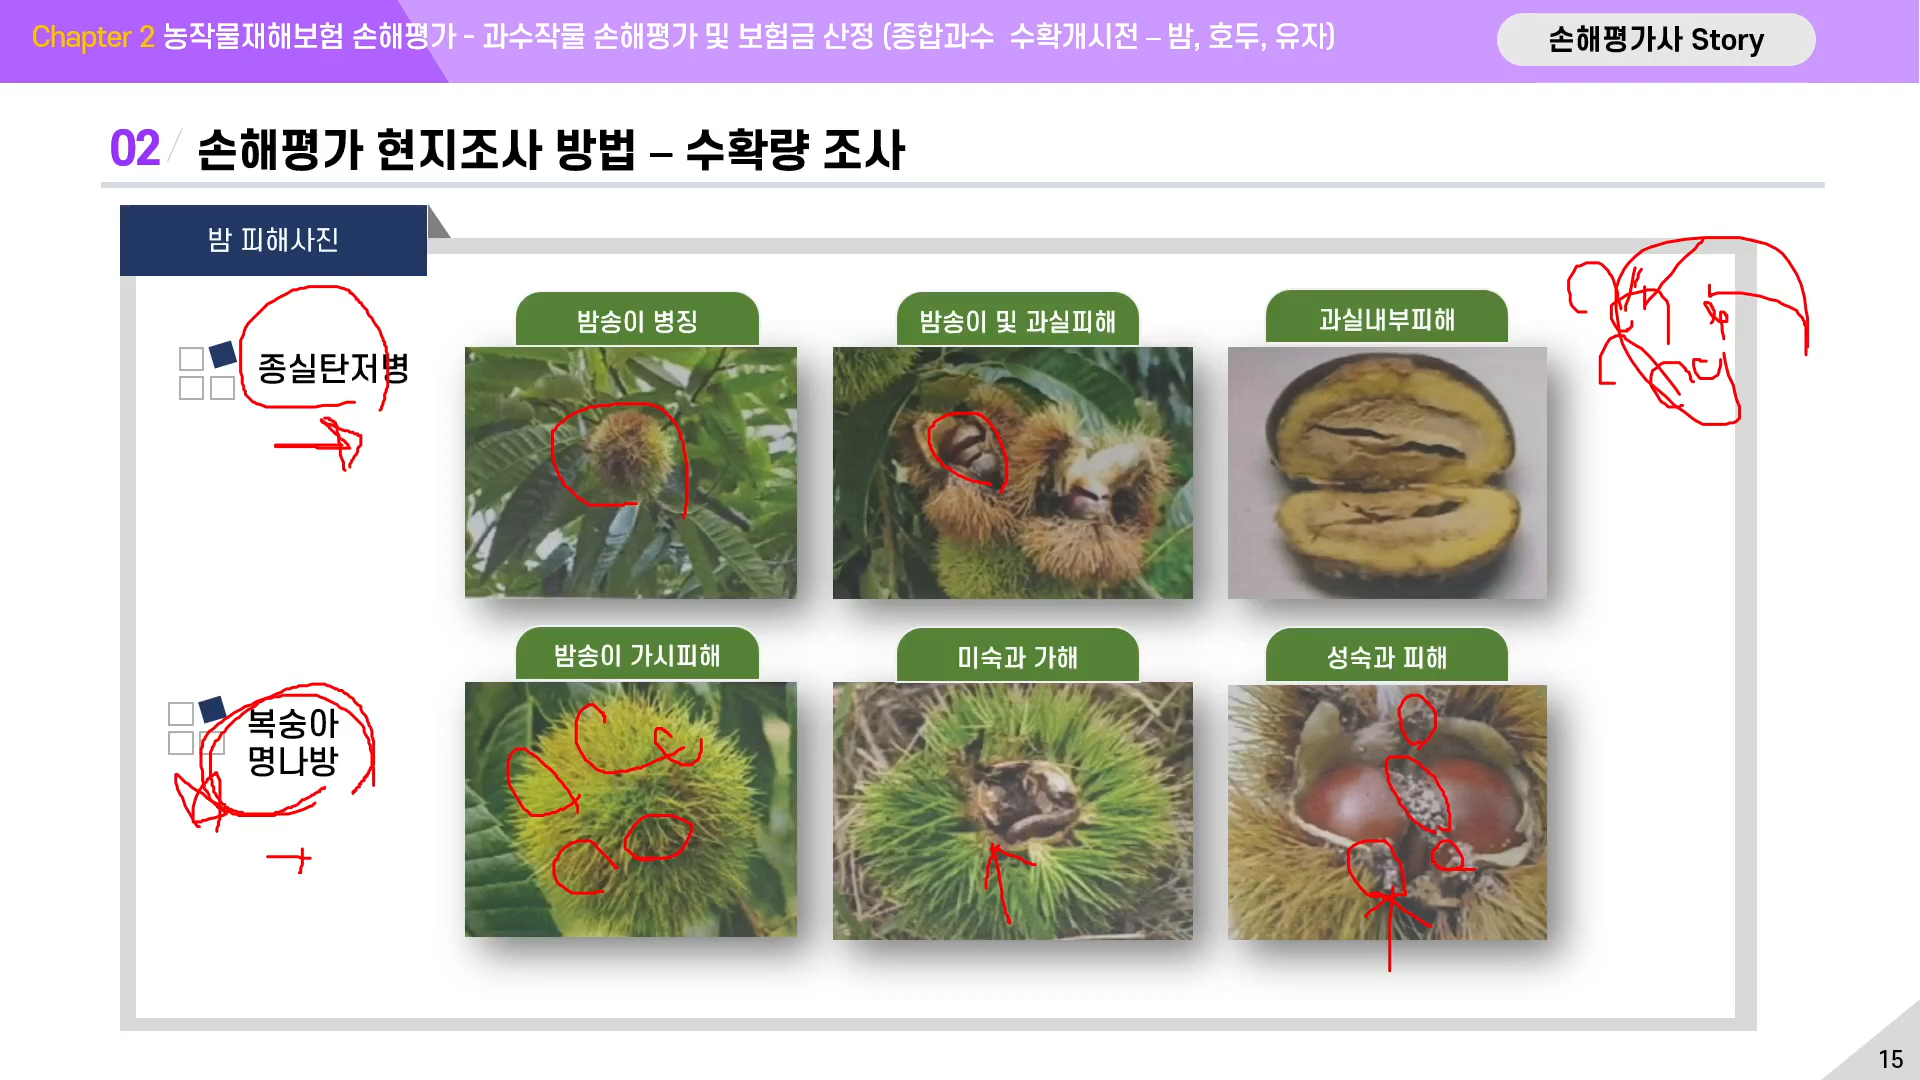 Chapter 2 농작물재해보험 손해평가 - 과수작물 손해평가 및 보험금 산정 (종합과수 수확개시전 – 밤, 호두, 유자)
손해평가사 Story
02 / 손해평가 현지조사 방법 – 수확량 조사
밤 피해사진
종실탄저병
밤송이 병징
밤송이 및 과실피해
과실내부피해
복숭아
명나방
밤송이 가시피해
미숙과 가해
성숙과 피해
15